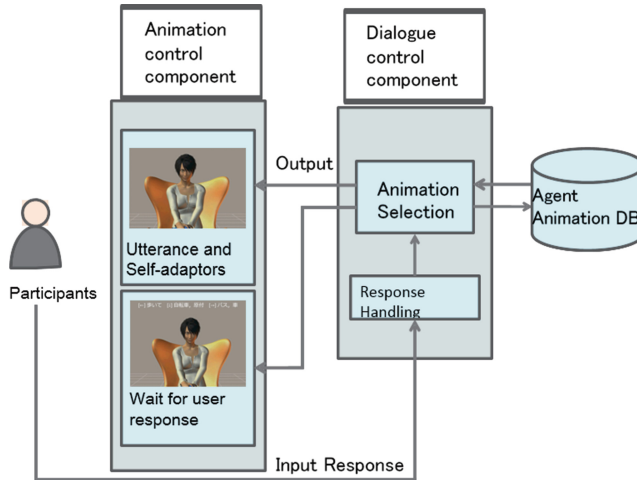 Animation
control
component
Dialogue
control
component
Output
Animation
Selection
Agent
Animation DB
Utterance and
Self-adaptors
Participants
Response
Handling
Wait for user
response
Input Response